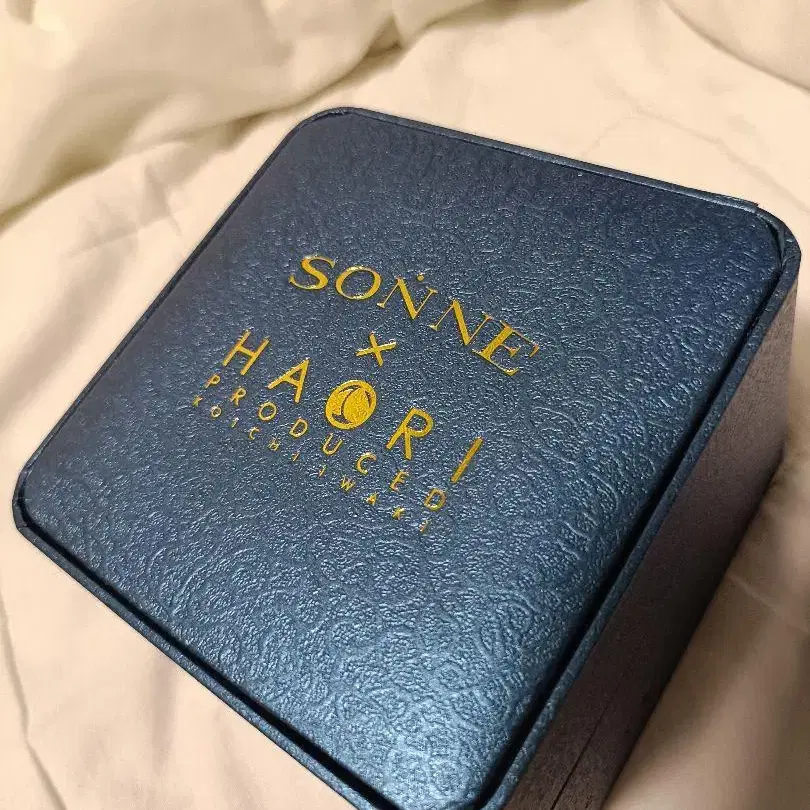 SONNE
×
HAORI
PRODUCED
KOICHI IWAKI